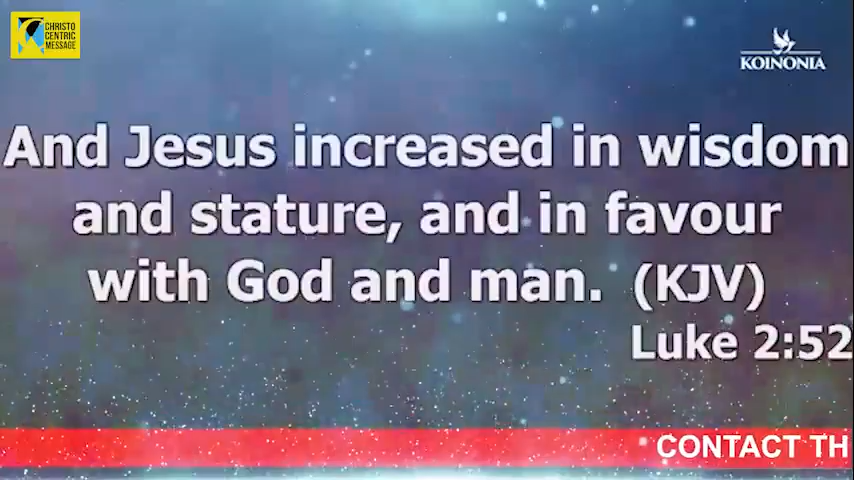 CHRISTO
CENTRIC
MESSAGE
KOINONIA
And Jesus increased in wisdom
and stature, and in favour
with God and man. (KJV)
Luke 2:52
CONTACT TH